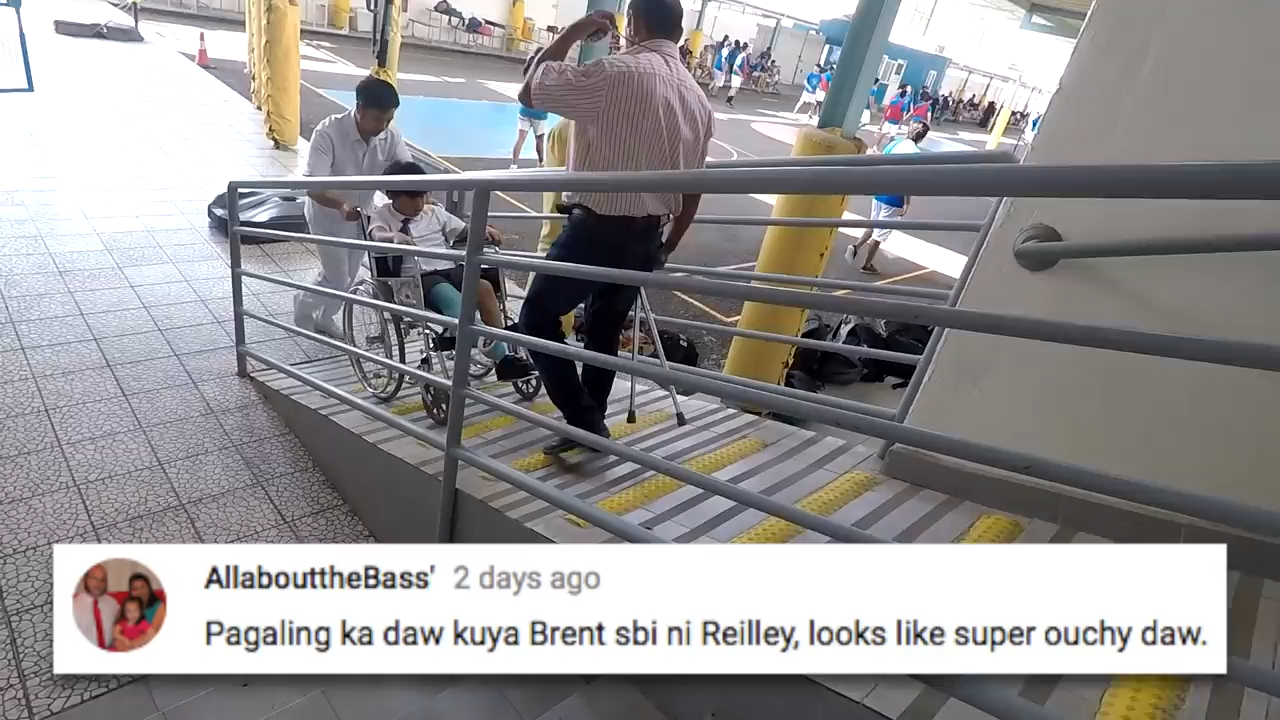 AllabouttheBass' 2 days ago
Pagaling ka daw kuya Brent sbi ni Reilley, looks like super ouchy daw.